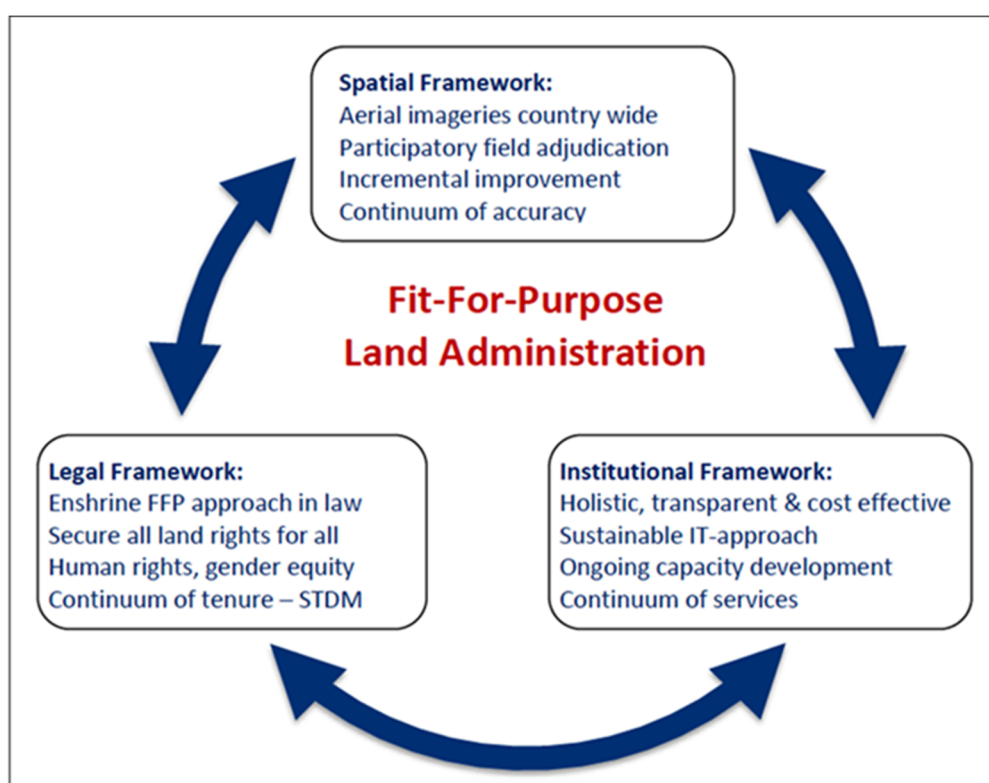 Spatial Framework:
Aerial imageries country wide
Participatory field adjudication
Incremental improvement
Continuum of accuracy
Fit-For-Purpose
Land Administration
Legal Framework:
Enshrine FFP approach in law
Secure all land rights for all
Human rights, gender equity
Continuum of tenure – STDM
Institutional Framework:
Holistic, transparent & cost effective
Sustainable IT-approach
Ongoing capacity development
Continuum of services